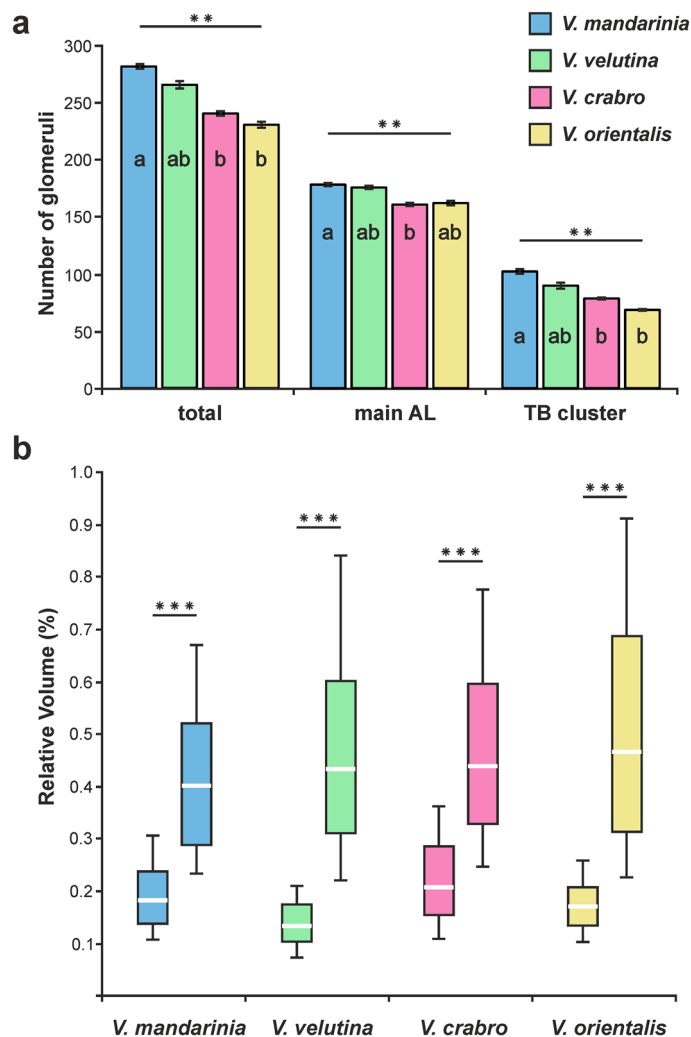 a
** 
V. mandarinia
V. velutina
V. crabro
V. orientalis
**
**
Number of glomeruli
300
250
200
150
100
50
0
a ab b b
a ab b ab
a ab b b
total main AL TB cluster
b
Relative Volume (%)
1.0
0.9
0.8
0.7
0.6
0.5
0.4
0.3
0.2
0.1
***
***
***
***
V. mandarinia V. velutina V. crabro V. orientalis